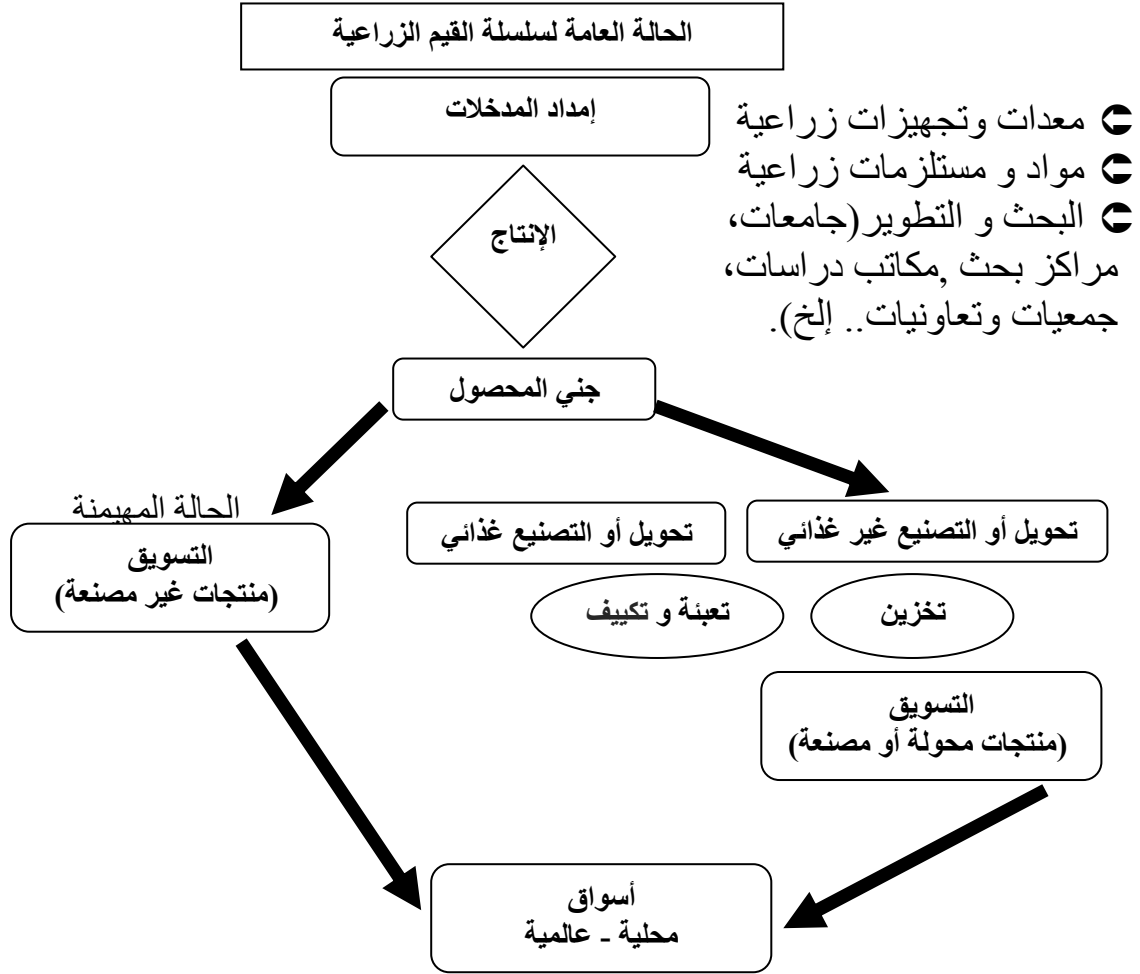 الحالة العامة لسلسلة القيم الزراعية
إمداد المدخلات
معدات وتجهيزات زراعية
مواد و مستلزمات زراعية
البحث و التطوير(جامعات،
مراكز بحث ,مكاتب دراسات،
جمعيات وتعاونيات.. إلخ).
الإنتاج
جني المحصول
الحالة المهيمنة
التسويق
(منتجات غير مصنعة)
تحويل أو التصنيع غير غذائي
تحويل أو التصنيع غذائي
تخزين
تعبئة و تكييف
التسويق
(منتجات محولة أو مصنعة)
أسواق
محلية - عالمية